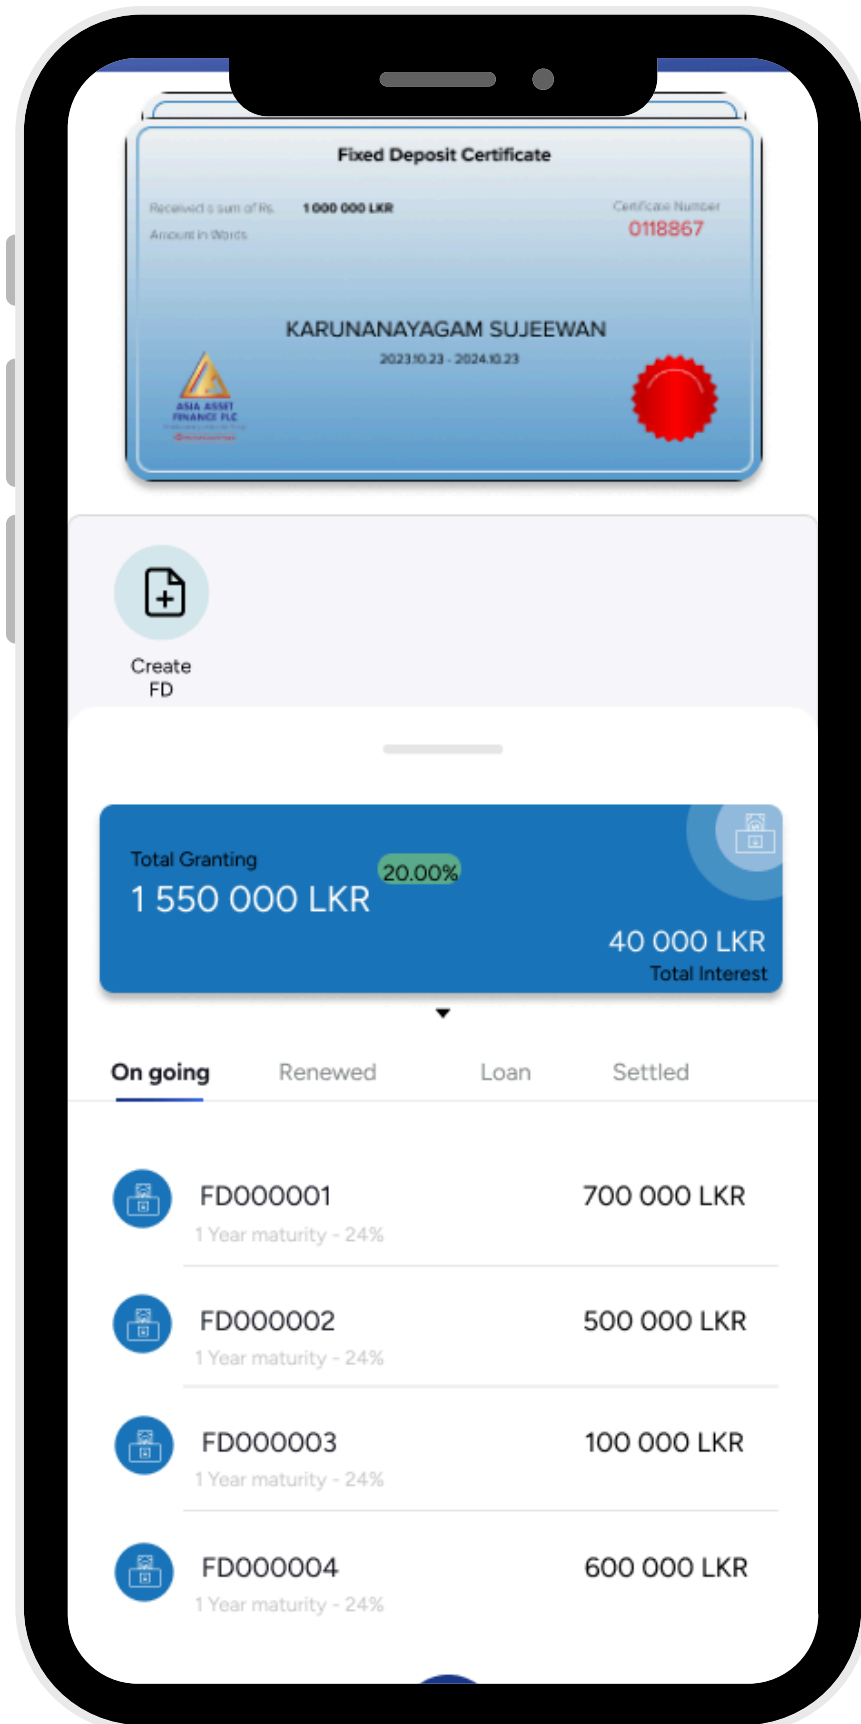 Fixed Deposit Certificate
Received a sum of Rs. 1 000 000 LKR
Certificate Number
Amount in Words
0118867
KARUNANAYAGAM SUJEEWAN
2023.10.23 - 2024.10.23
ASIA ASSET
FINANCE PLC
Create
FD
Total Granting
20.00%
1 550 000 LKR
40 000 LKR
Total Interest
On going Renewed Loan Settled
FD000001 700 000 LKR
1 Year maturity - 24%
FD000002 500 000 LKR
1 Year maturity - 24%
FD000003 100 000 LKR
1 Year maturity - 24%
FD000004 600 000 LKR
1 Year maturity - 24%